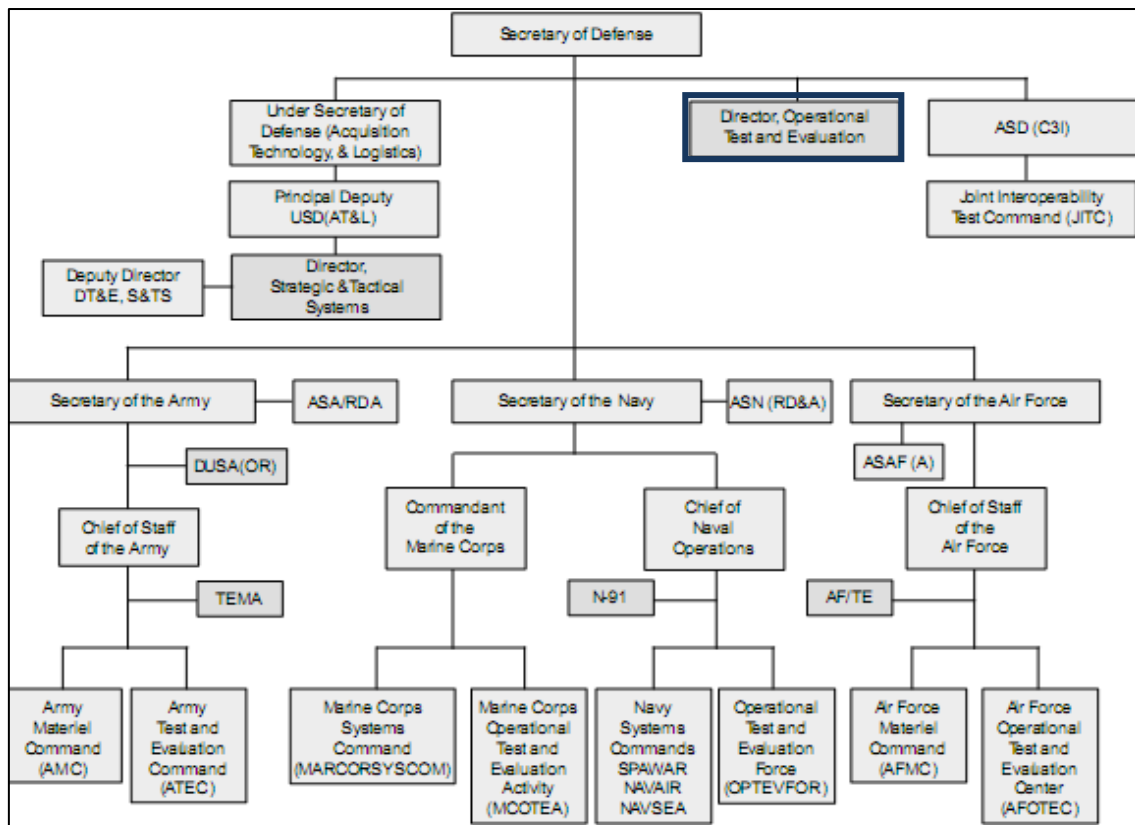 Secretary of Defense
Under Secretary of
Defense (Acquisition
Technology, & Logistics)
Director, Operational
Test and Evaluation
ASD (C3I)
Principal Deputy
USD(AT&L)
Joint Interoperability
Test Command (JITC)
Deputy Director
DT&E, S&TS
Director,
Strategic & Tactical
Systems
Secretary of the Army
ASA/RDA
Secretary of the Navy
ASN (RD&A)
Secretary of the Air Force
DUSA(OR)
ASAF (A)
Chief of Staff
of the Army
Commandant
of the
Marine Corps
Chief of
Naval
Operations
Chief of Staff
of the
Air Force
TEMA
N-91
AF/TE
Army
Materiel
Command
(AMC)
Army
Test and
Evaluation
Command
(ATEC)
Marine Corps
Systems
Command
(MARCORSYSCOM)
Marine Corps
Operational
Test and
Evaluation
Activity
(MCOTEA)
Navy
Systems
Commands
SPAWAR
NAVAIR
NAVSEA
Operational
Test and
Evaluation
Force
(OPTEVFOR)
Air Force
Materiel
Command
(AFMC)
Air Force
Operational
Test and
Evaluation
Center
(AFOTEC)